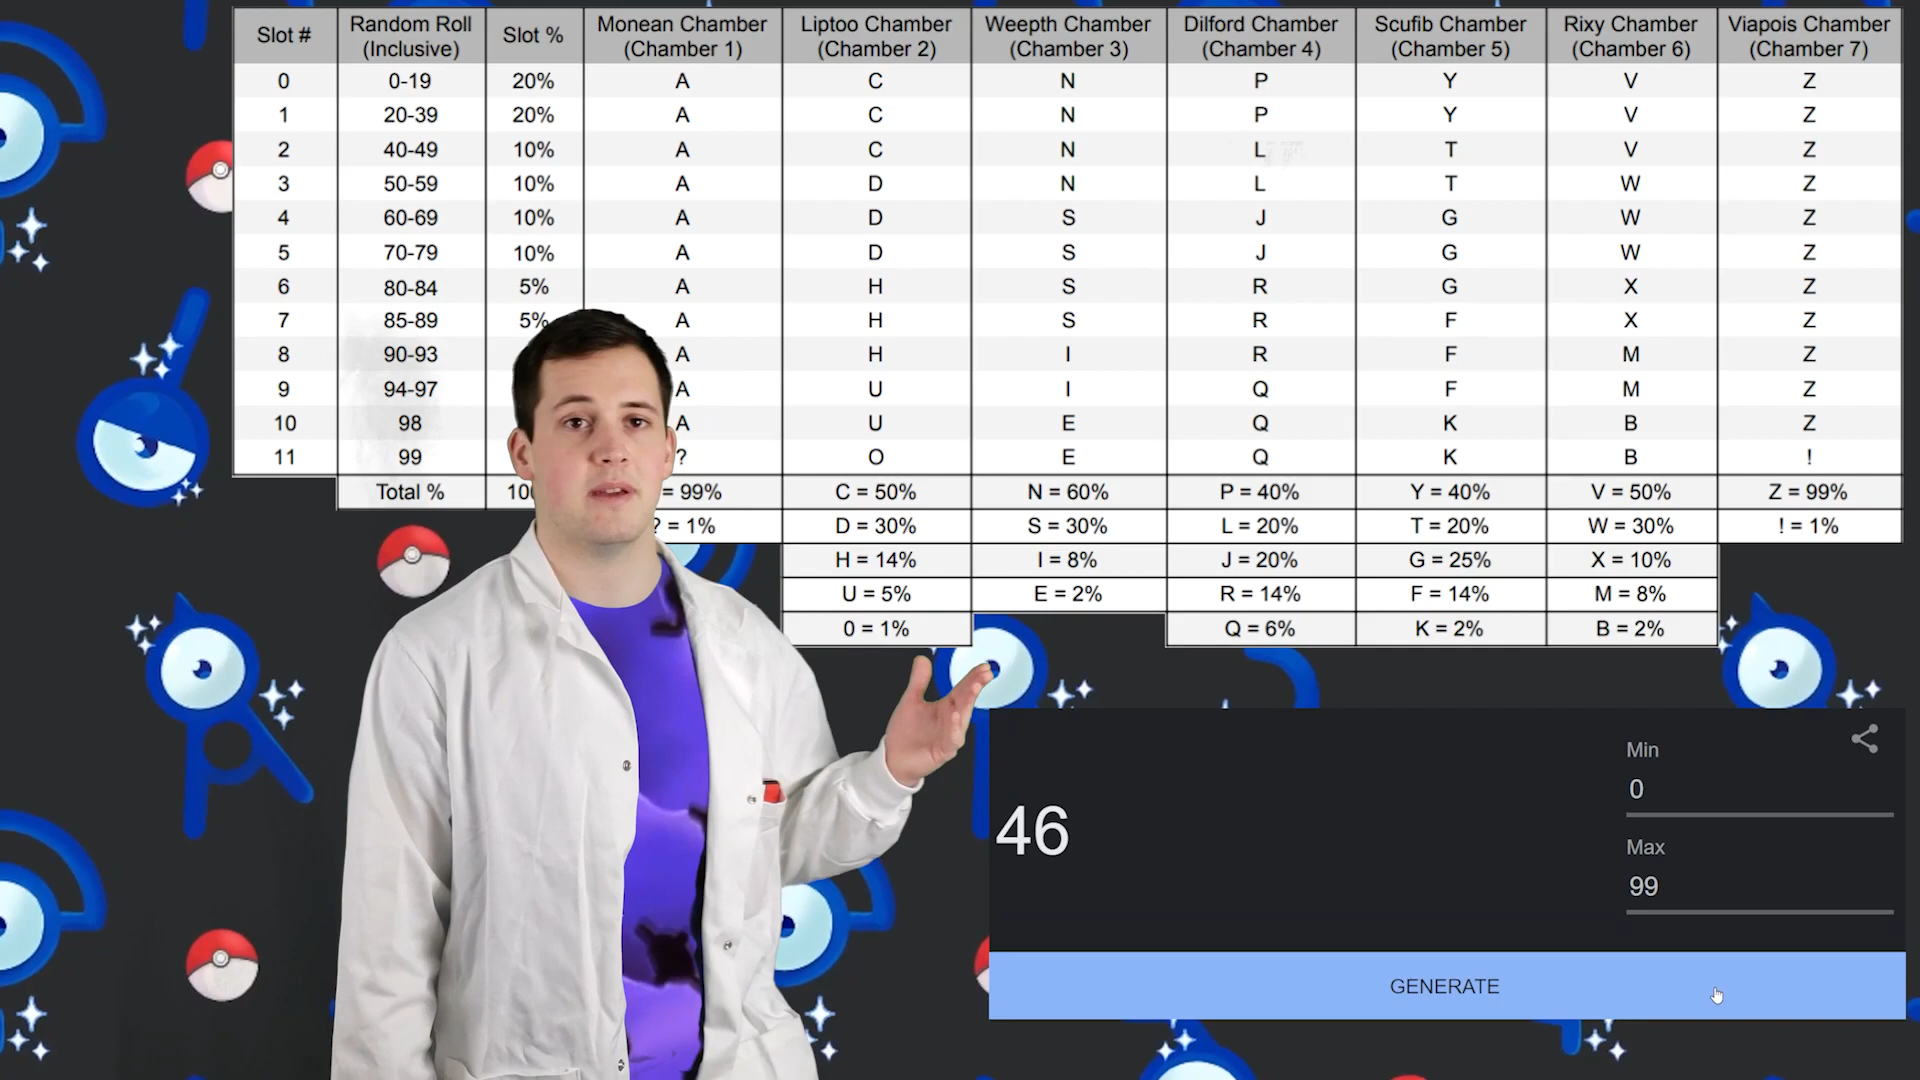 Slot # Random Roll (Inclusive) Slot % Monean Chamber (Chamber 1) Liptoo Chamber (Chamber 2) Weepth Chamber (Chamber 3) Dilford Chamber (Chamber 4) Scufib Chamber (Chamber 5) Rixy Chamber (Chamber 6) Viapois Chamber (Chamber 7)
0 0-19 20% A C N P Y V Z
1 20-39 20% A C N P Y V Z
2 40-49 10% A C N L T V Z
3 50-59 10% A D N L T W Z
4 60-69 10% A D S J G W Z
5 70-79 10% A D S J G W Z
6 80-84 5% A H S R G X Z
7 85-89 5% A H S R F X Z
8 90-93 A H I R F M Z
9 94-97 A U I Q F M Z
10 98 A U E Q K B Z
11 99 ? O E Q K B !
Total % = 99% C = 50% N = 60% P = 40% Y = 40% V = 50% Z = 99%
? = 1% D = 30% S = 30% L = 20% T = 20% W = 30% ! = 1%
H = 14% I = 8% J = 20% G = 25% X = 10%
U = 5% E = 2% R = 14% F = 14% M = 8%
0 = 1% Q = 6% K = 2% B = 2%
46
Min
0
Max
99
GENERATE